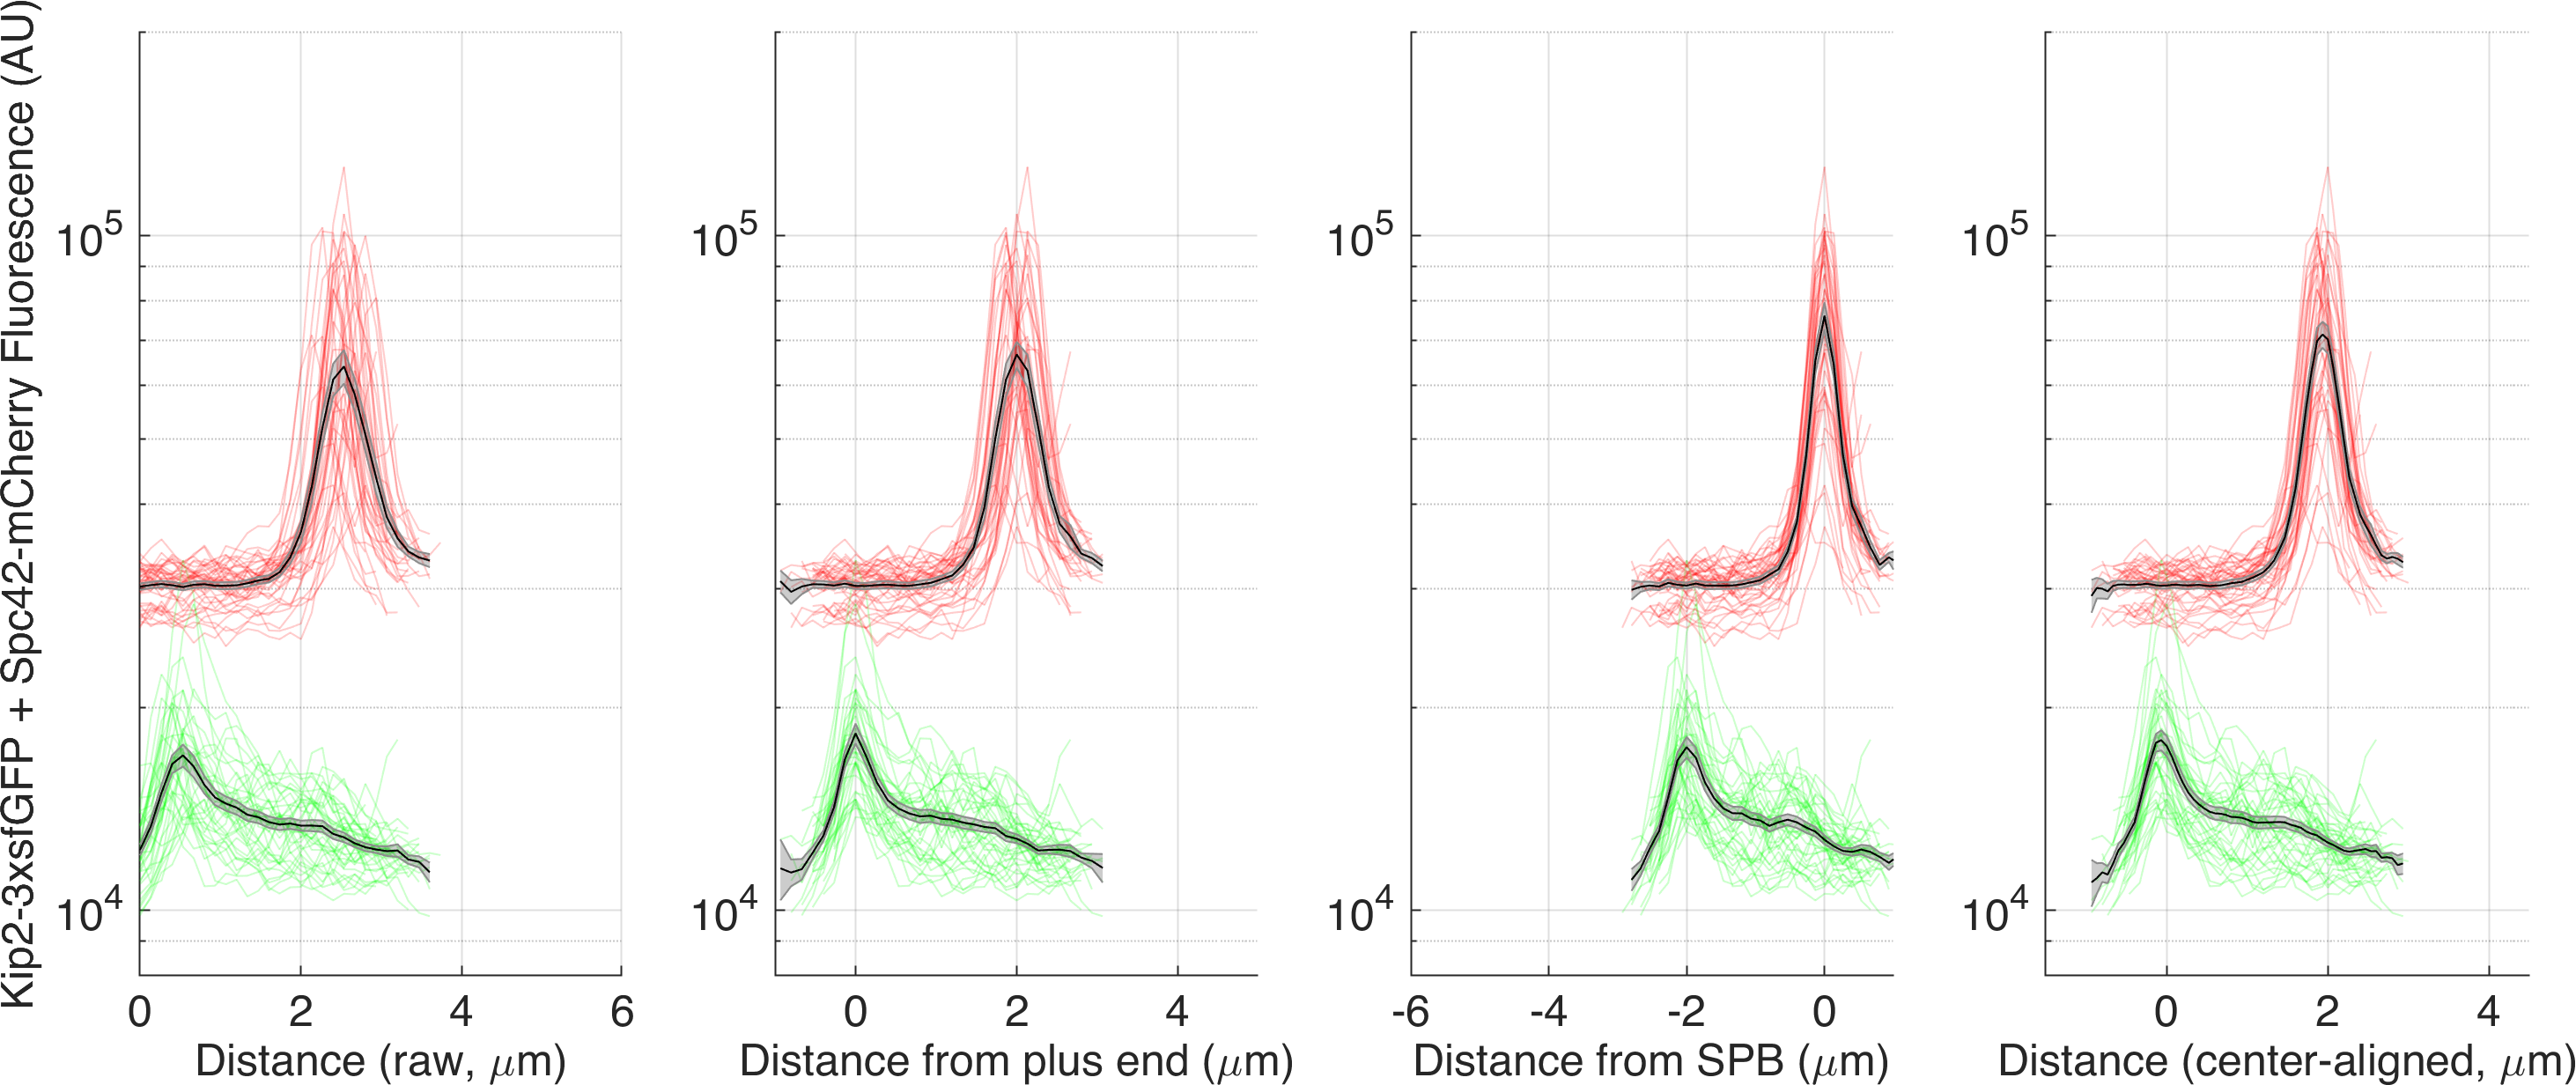 Kip2-3xsfGFP + Spc42-mCherry Fluorescence (AU)
10^5
10^4
0 2 4 6
Distance (raw, μm)
10^5
10^4
0 2 4
Distance from plus end (μm)
10^5
10^4
-6 -4 -2 0
Distance from SPB (μm)
10^5
10^4
0 2 4
Distance (center-aligned, μm)